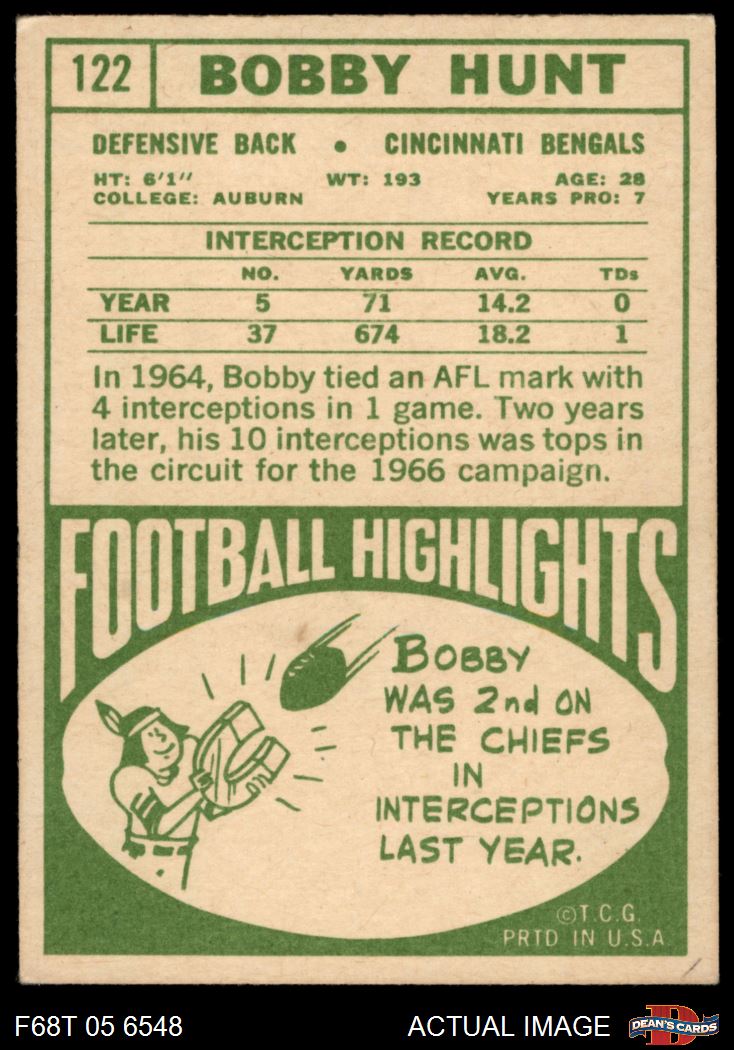 122 BOBBY HUNT
DEFENSIVE BACK • CINCINNATI BENGALS
HT: 6'1" WT: 193 AGE: 28
COLLEGE: AUBURN YEARS PRO: 7
INTERCEPTION RECORD
NO. YARDS AVG. TDs
YEAR 5 71 14.2 0
LIFE 37 674 18.2 1
In 1964, Bobby tied an AFL mark with
4 interceptions in 1 game. Two years
later, his 10 interceptions was tops in
the circuit for the 1966 campaign.
FOOTBALL HIGHLIGHTS
BOBBY
WAS 2nd ON
THE CHIEFS
IN
INTERCEPTIONS
LAST YEAR.
©T.C.G.
PRTD IN U.S.A
F68T 05 6548 ACTUAL IMAGE D DEAN'S CARDS